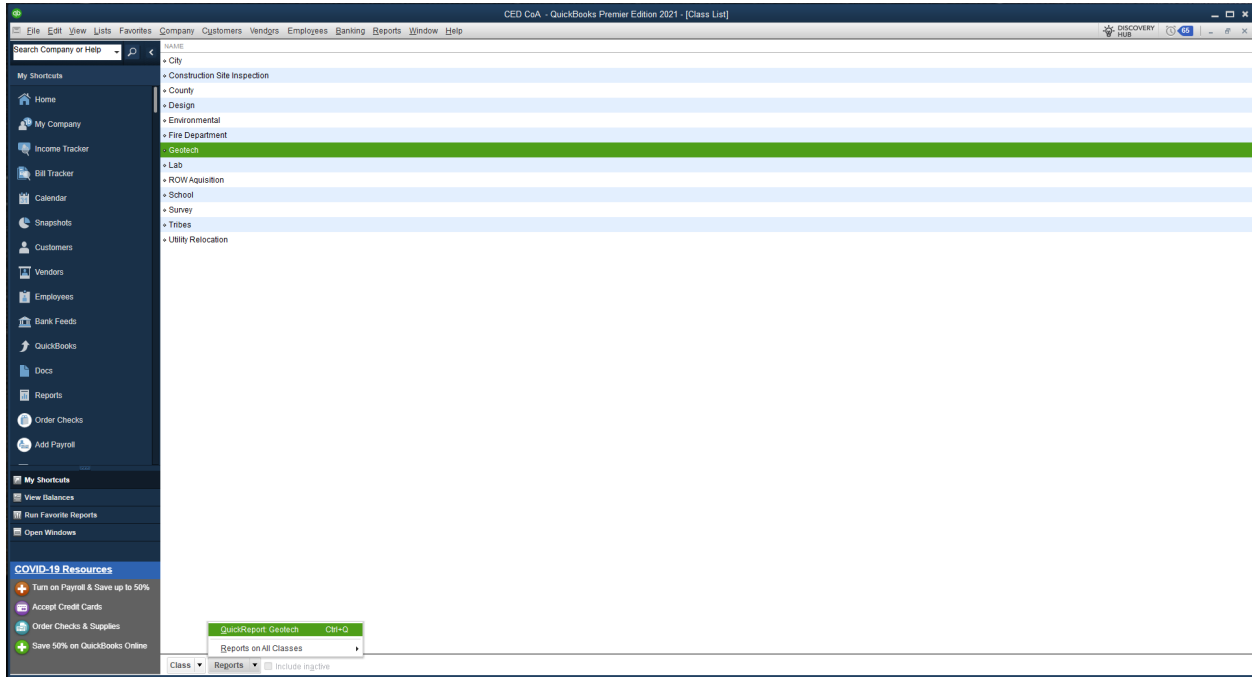 qb CED CoA - QuickBooks Premier Edition 2021 - [Class List]
File Edit View Lists Favorites Company Customers Vendors Employees Banking Reports Window Help DISCOVERY HUB 65
Search Company or Help
NAME
City
My Shortcuts
Construction Site Inspection
County
Home
Design
Environmental
My Company
Fire Department
Income Tracker
Geotech
Lab
Bill Tracker
ROW Aquisition
Calendar
School
Survey
Snapshots
Tribes
Customers
Utility Relocation
Vendors
Employees
Bank Feeds
QuickBooks
Docs
Reports
Order Checks
Add Payroll
My Shortcuts
View Balances
Run Favorite Reports
Open Windows
COVID-19 Resources
Turn on Payroll & Save up to 50%
Accept Credit Cards
Order Checks & Supplies
QuickReport: Geotech Ctrl+Q
Save 50% on QuickBooks Online
Reports on All Classes
Class Reports Include inactive